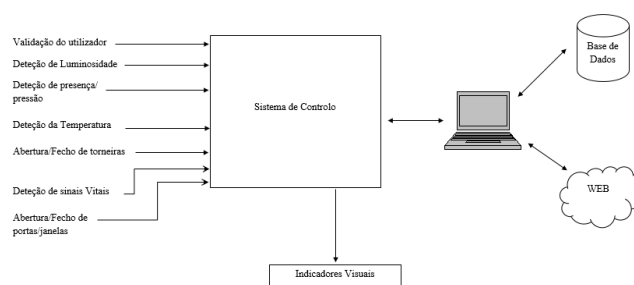 Validação do utilizador
Deteção de Luminosidade
Deteção de presença/
pressão
Deteção da Temperatura
Abertura/Fecho de torneiras
Deteção de sinais Vitais
Abertura/Fecho de
portas/janelas
Sistema de Controlo
Base de
Dados
WEB
Indicadores Visuais